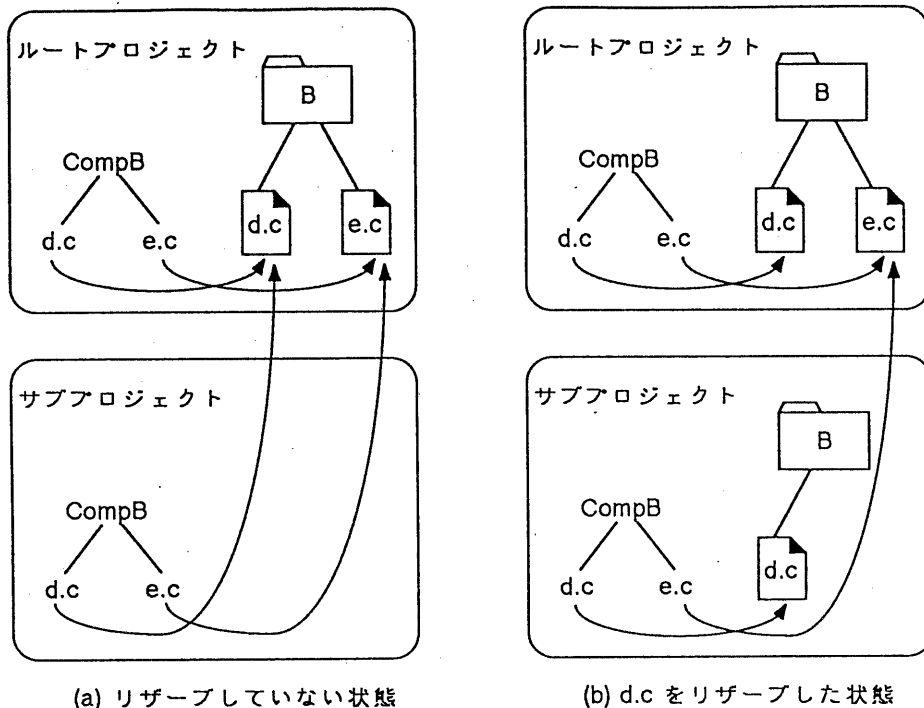 ルートプロジェクト
B
CompB
d.c
e.c
d.c
e.c
サブプロジェクト
CompB
d.c
e.c
(a) リザーブしていない状態
ルートプロジェクト
B
CompB
d.c
e.c
d.c
e.c
サブプロジェクト
B
CompB
d.c
d.c
e.c
(b) d.c をリザーブした状態